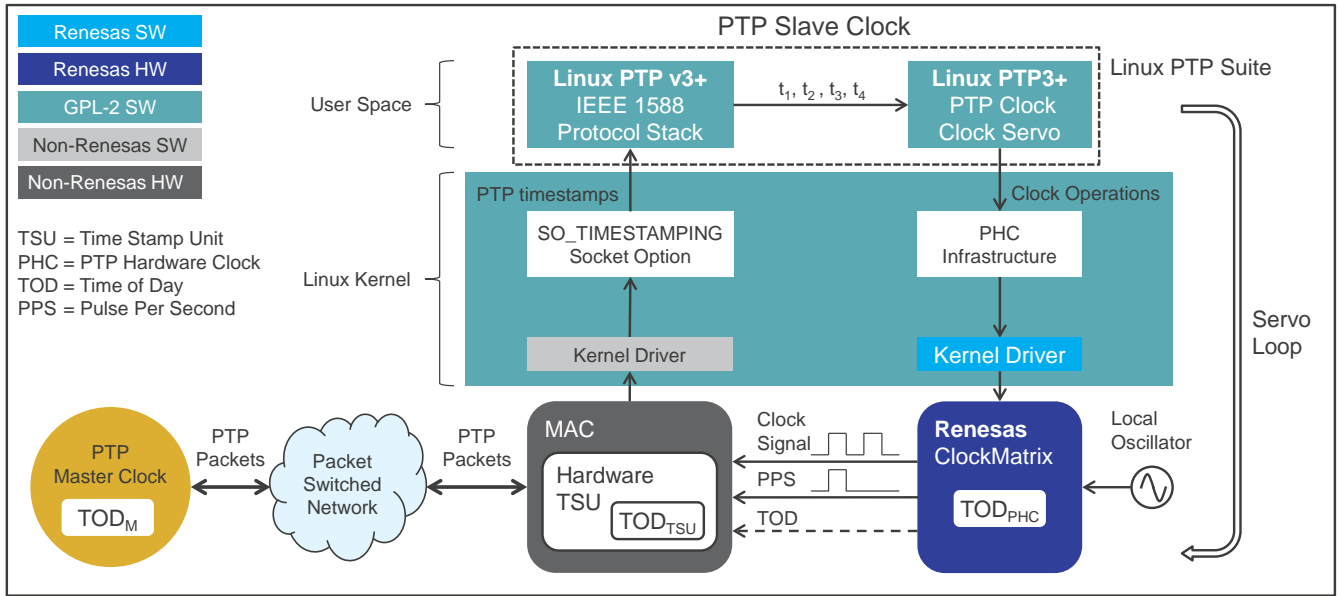 Renesas SW
Renesas HW
GPL-2 SW
Non-Renesas SW
Non-Renesas HW
TSU = Time Stamp Unit
PHC = PTP Hardware Clock
TOD = Time of Day
PPS = Pulse Per Second
PTP Slave Clock
Linux PTP Suite
User Space
Linux PTP v3+
IEEE 1588
Protocol Stack
t₁, t₂ , t₃, t₄
Linux PTP3+
PTP Clock
Clock Servo
Linux Kernel
PTP timestamps
Clock Operations
SO_TIMESTAMPING
Socket Option
PHC
Infrastructure
Kernel Driver
Kernel Driver
Servo
Loop
PTP
Master Clock
TOD_M
PTP
Packets
Packet
Switched
Network
PTP
Packets
MAC
Hardware
TSU
TOD_TSU
Clock
Signal
PPS
TOD
Renesas
ClockMatrix
TOD_PHC
Local
Oscillator